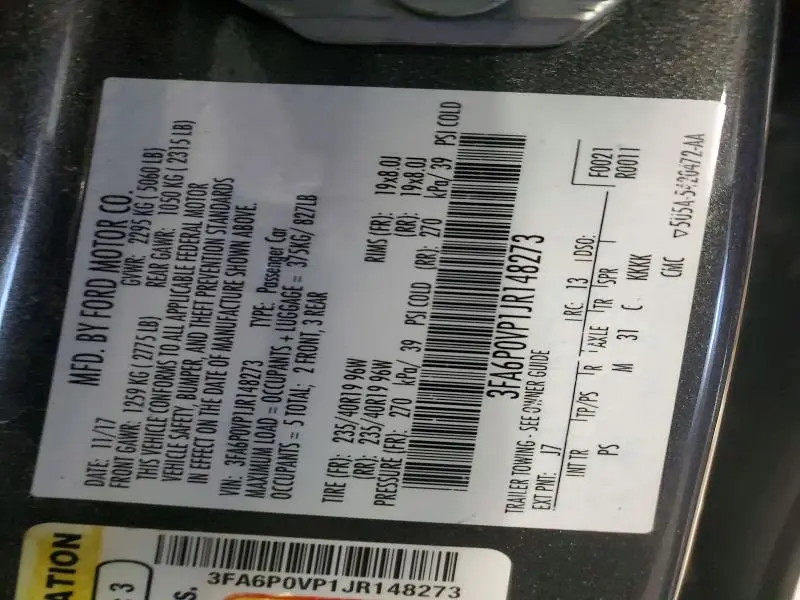 MFD. BY FORD MOTOR CO.
DATE: 11/17 GVWR: 2295 KG ( 5060 LB)
FRONT GAWR: 1259 KG ( 2775 LB) REAR GAWR: 1050 KG ( 2315 LB)
THIS VEHICLE CONFORMS TO ALL APPLICABLE FEDERAL MOTOR
VEHICLE SAFETY, BUMPER, AND THEFT PREVENTION STANDARDS
IN EFFECT ON THE DATE OF MANUFACTURE SHOWN ABOVE.
VIN: 3FA6P0VP1JR148273 TYPE: Passenger Car
MAXIMUM LOAD = OCCUPANTS + LUGGAGE = 375KG/ 827LB
OCCUPANTS = 5 TOTAL; 2 FRONT, 3 REAR
TIRE (FR): 235/40R19 96W RIMS (FR): 19x8.0J
(RR): 235/40R19 96W (RR): 19x8.0J
PRESSURE (FR): 270 kPa/ 39 PSI COLD (RR): 270 kPa/ 39 PSI COLD
3FA6P0VP1JR148273
TRAILER TOWING - SEE OWNER GUIDE
EXT PNT: J7 RC: 13 DSO: F0021
R0011
INT TR TP/PS R AXLE TR SPR
PS M 31 C KKKK
CMC
3FA6P0VP1JR148273